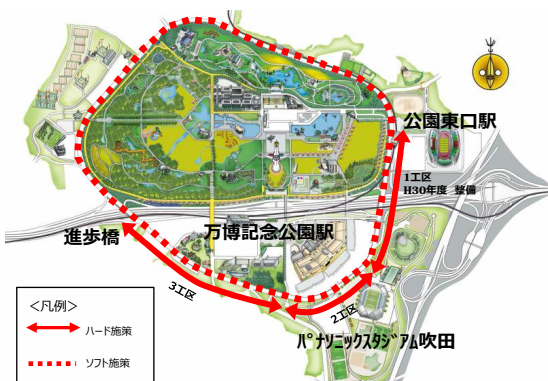 公園東口駅
1工区
H30年度 整備
万博記念公園駅
進歩橋
3工区
2工区
パナソニックスタジアム吹田
<凡例>
ハード施策
ソフト施策